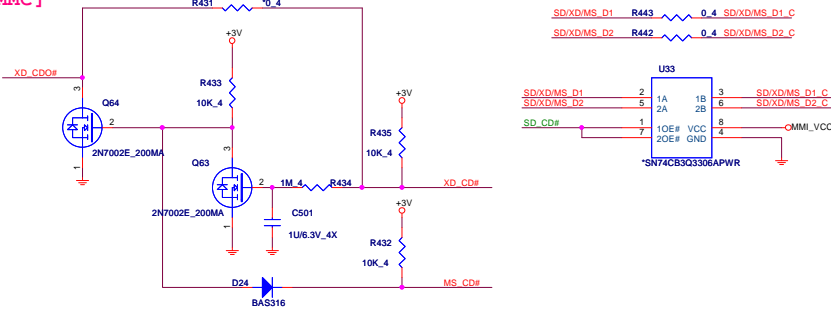 MMC]
R431 *0_4
SD/XD/MS_D1 R443 0_4 SD/XD/MS_D1_C
SD/XD/MS_D2 R442 0_4 SD/XD/MS_D2_C
+3V
XD_CDO#
3
Q64
R433
10K_4
2
2N7002E_200MA
1
3
Q63
2
2N7002E_200MA
1
1M_4 R434
C501
1U/6.3V_4X
+3V
R435
10K_4
XD_CD#
+3V
R432
10K_4
D24
BAS316
MS_CD#
U33
SD/XD/MS_D1 2 1A 1B 3 SD/XD/MS_D1_C
SD/XD/MS_D2 5 2A 2B 6 SD/XD/MS_D2_C
SD_CD# 1 1OE# VCC 8 MMI_VCC
7 2OE# GND 4
*SN74CB3Q3306APWR